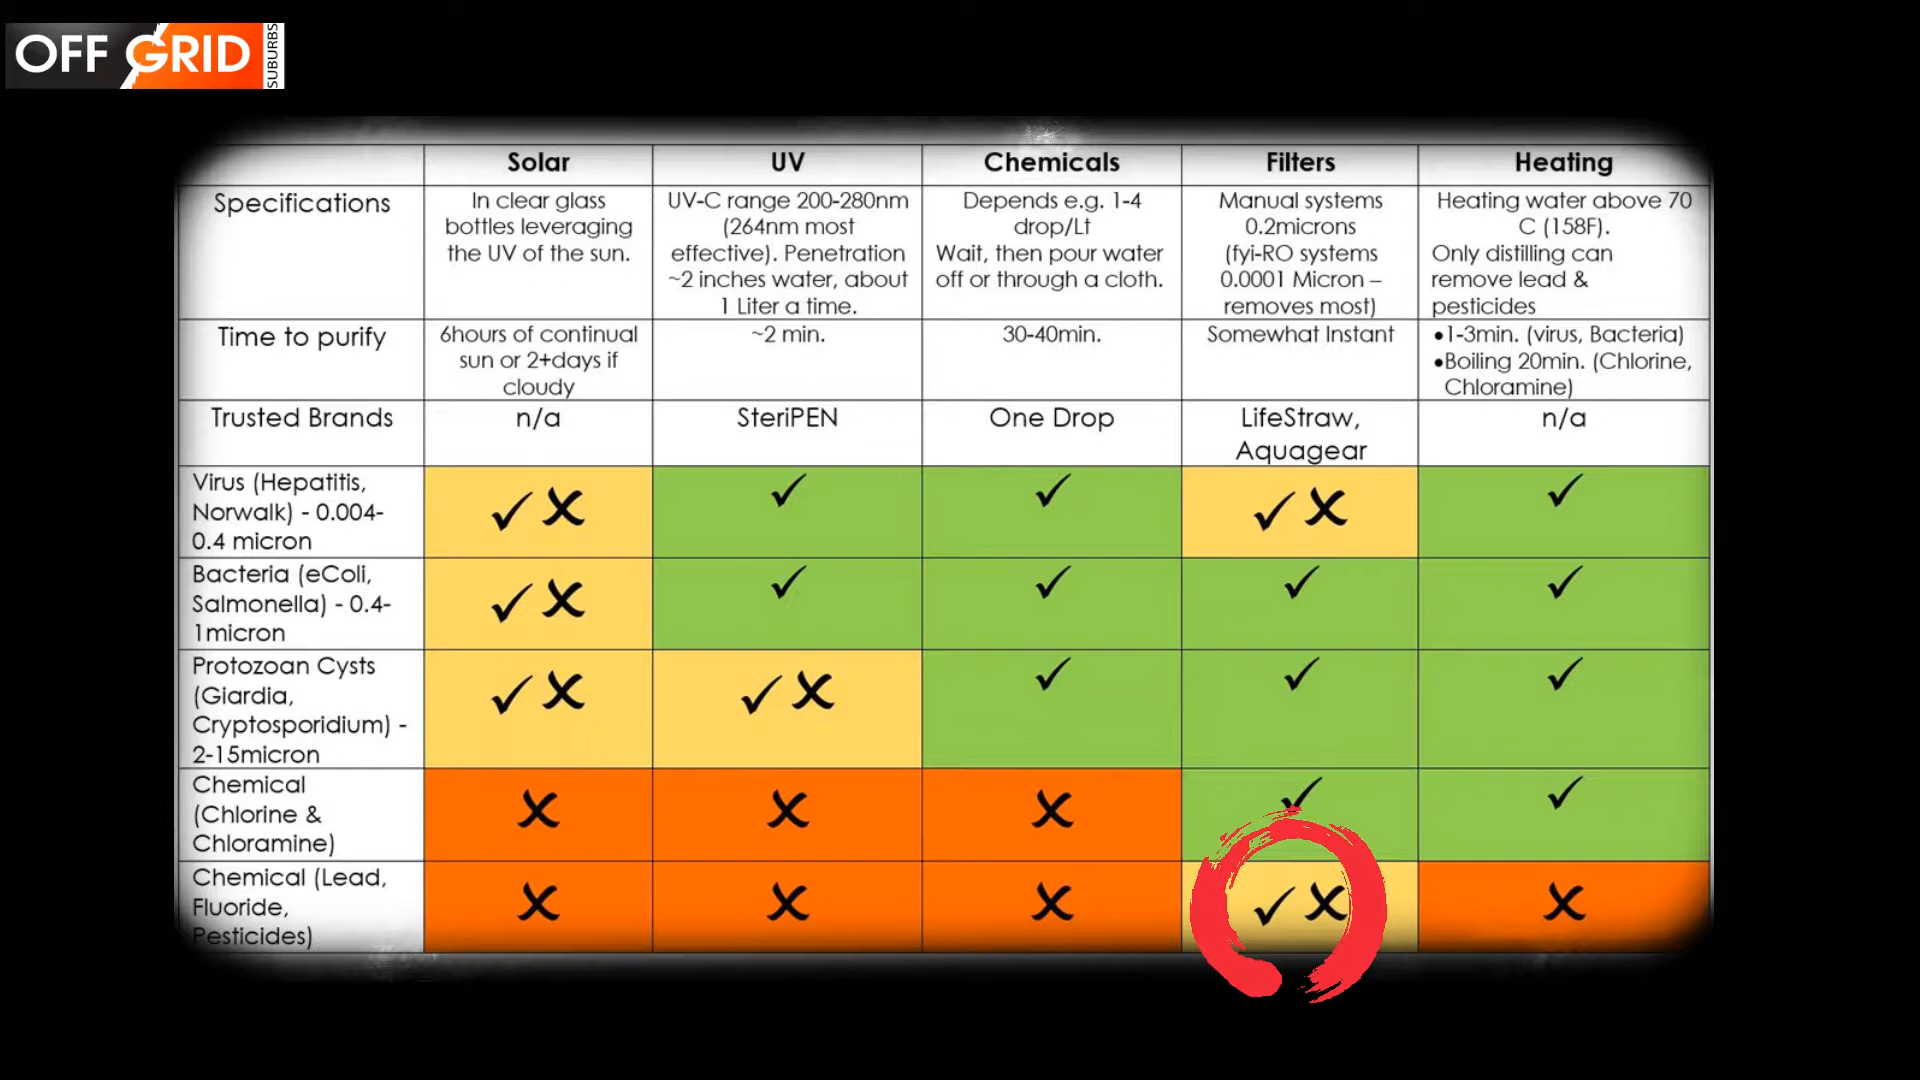 OFF GRID SUBURBS
Solar
UV
Chemicals
Filters
Heating
Specifications
In clear glass
bottles leveraging
the UV of the sun.
UV-C range 200-280nm
(264nm most
effective). Penetration
~2 inches water, about
1 Liter a time.
Depends e.g. 1-4
drop/Lt
Wait, then pour water
off or through a cloth.
Manual systems
0.2microns
(fyi-RO systems
0.0001 Micron –
removes most)
Heating water above 70
C (158F).
Only distilling can
remove lead &
pesticides
Time to purify
6hours of continual
sun or 2+days if
cloudy
~2 min.
30-40min.
Somewhat Instant
•1-3min. (virus, Bacteria)
•Boiling 20min. (Chlorine,
Chloramine)
Trusted Brands
n/a
SteriPEN
One Drop
LifeStraw,
Aquagear
n/a
Virus (Hepatitis,
Norwalk) - 0.004-
0.4 micron
Bacteria (eColi,
Salmonella) - 0.4-
1micron
Protozoan Cysts
(Giardia,
Cryptosporidium) -
2-15micron
Chemical
(Chlorine &
Chloramine)
Chemical (Lead,
Fluoride,
Pesticides)